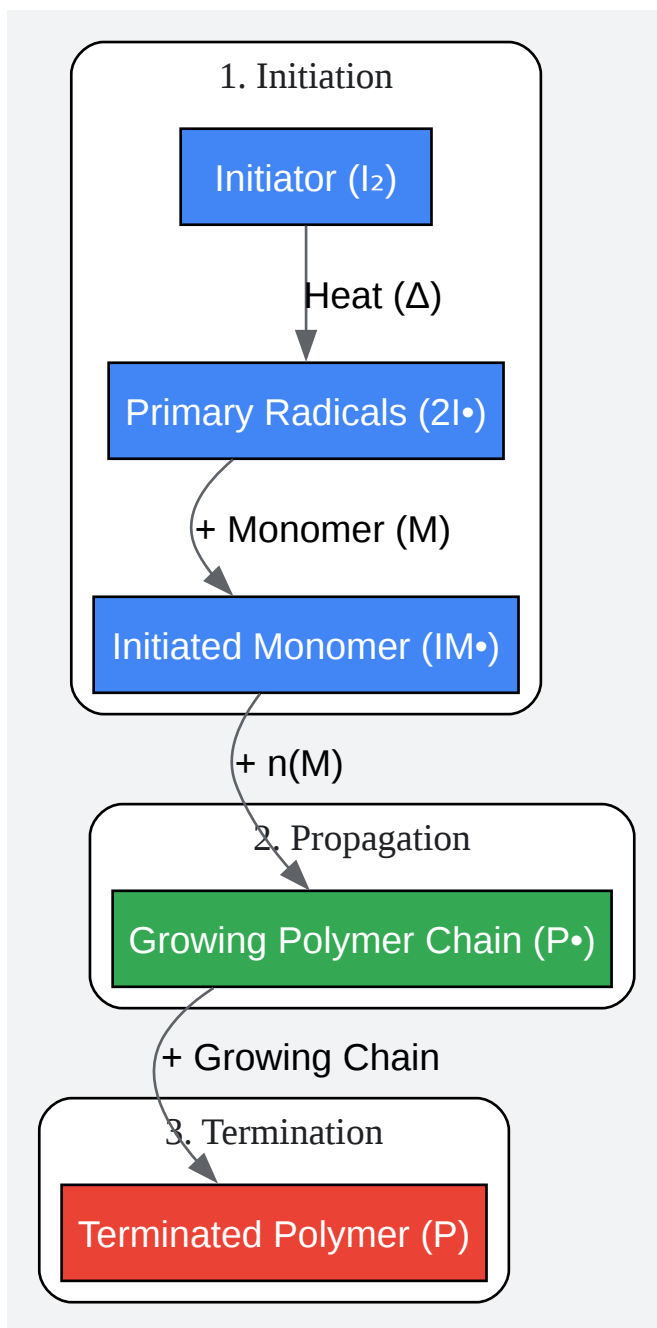 1. Initiation
Initiator (I₂)
Heat (Δ)
Primary Radicals (2I•)
+ Monomer (M)
Initiated Monomer (IM•)
+ n(M)
2. Propagation
Growing Polymer Chain (P•)
+ Growing Chain
3. Termination
Terminated Polymer (P)